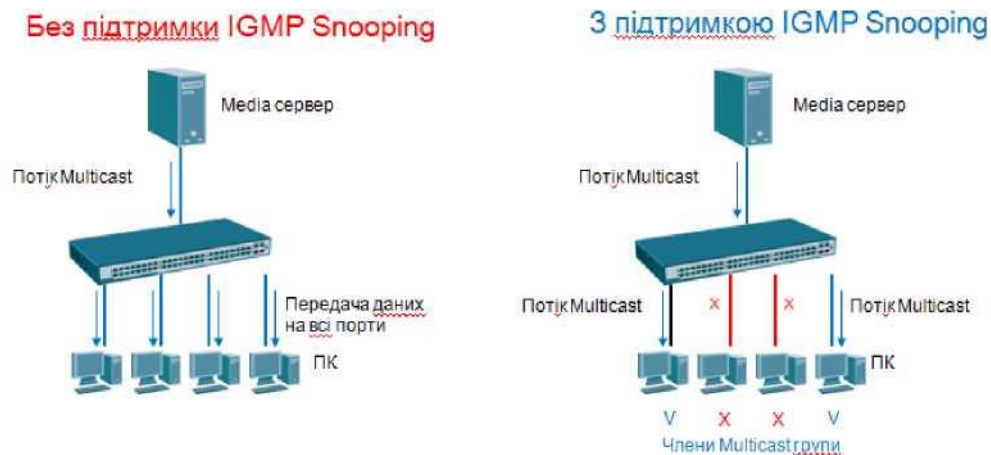 Без підтримки IGMP Snooping
Media сервер
Потік Multicast
Передача даних
на всі порти
ПК
З підтримкою IGMP Snooping
Media сервер
Потік Multicast
Потік Multicast
X
X
Потік Multicast
ПК
V
X
X
V
Члени Multicast групи